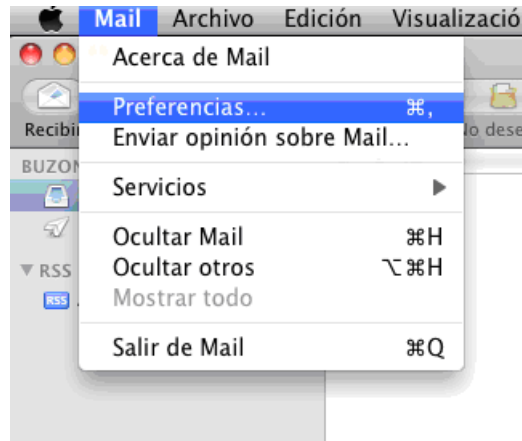 Mail Archivo Edición Visualizació
Acerca de Mail
Preferencias... ⌘,
Enviar opinión sobre Mail...
Servicios ▶
Ocultar Mail ⌘H
Ocultar otros ⌥⌘H
Mostrar todo
Salir de Mail ⌘Q
Recibi
lo dese
BUZON
RSS
RSS